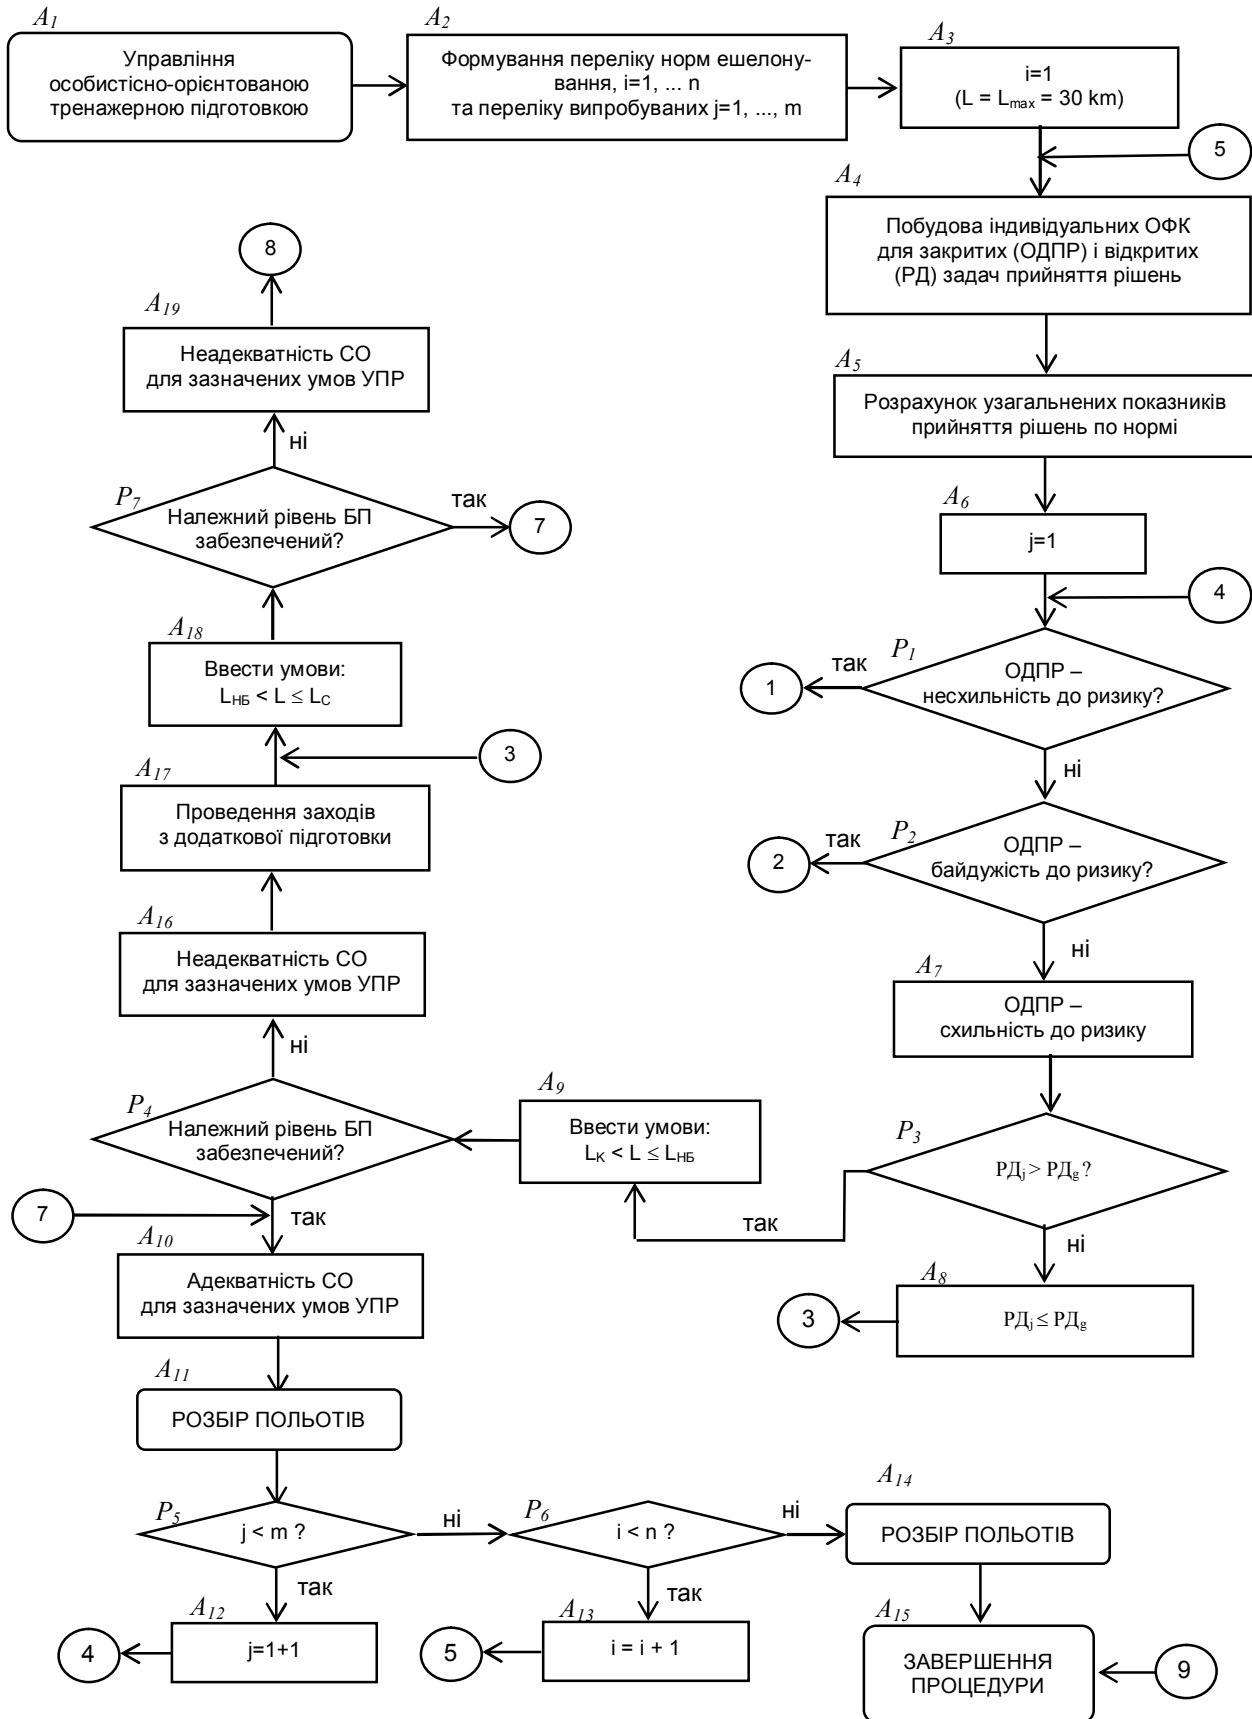 A1
Управління
особистісно-орієнтованою
тренажерною підготовкою
A2
Формування переліку норм ешелону-
вання, i=1, ... n
та переліку випробуваних j=1, ..., m
A3
i=1
(L = Lmax = 30 km)
5
A4
Побудова індивідуальних ОФК
для закритих (ОДПР) і відкритих
(РД) задач прийняття рішень
A5
Розрахунок узагальнених показників
прийняття рішень по нормі
A6
j=1
4
P1
ОДПР –
несхильність до ризику?
так
1
ні
P2
ОДПР –
байдужість до ризику?
так
2
ні
A7
ОДПР –
схильність до ризику
P3
РДj > РДg ?
так
ні
A8
РДj ≤ РДg
3
A9
Ввести умови:
LК < L ≤ LНБ
8
A19
Неадекватність СО
для зазначених умов УПР
ні
P7
Належний рівень БП
забезпечений?
так
7
A18
Ввести умови:
LНБ < L ≤ LС
3
A17
Проведення заходів
з додаткової підготовки
A16
Неадекватність СО
для зазначених умов УПР
ні
P4
Належний рівень БП
забезпечений?
7
так
A10
Адекватність СО
для зазначених умов УПР
A11
РОЗБІР ПОЛЬОТІВ
P5
j < m ?
ні
так
A12
j=1+1
4
P6
i < n ?
ні
так
A13
i = i + 1
5
A14
РОЗБІР ПОЛЬОТІВ
A15
ЗАВЕРШЕННЯ
ПРОЦЕДУРИ
9